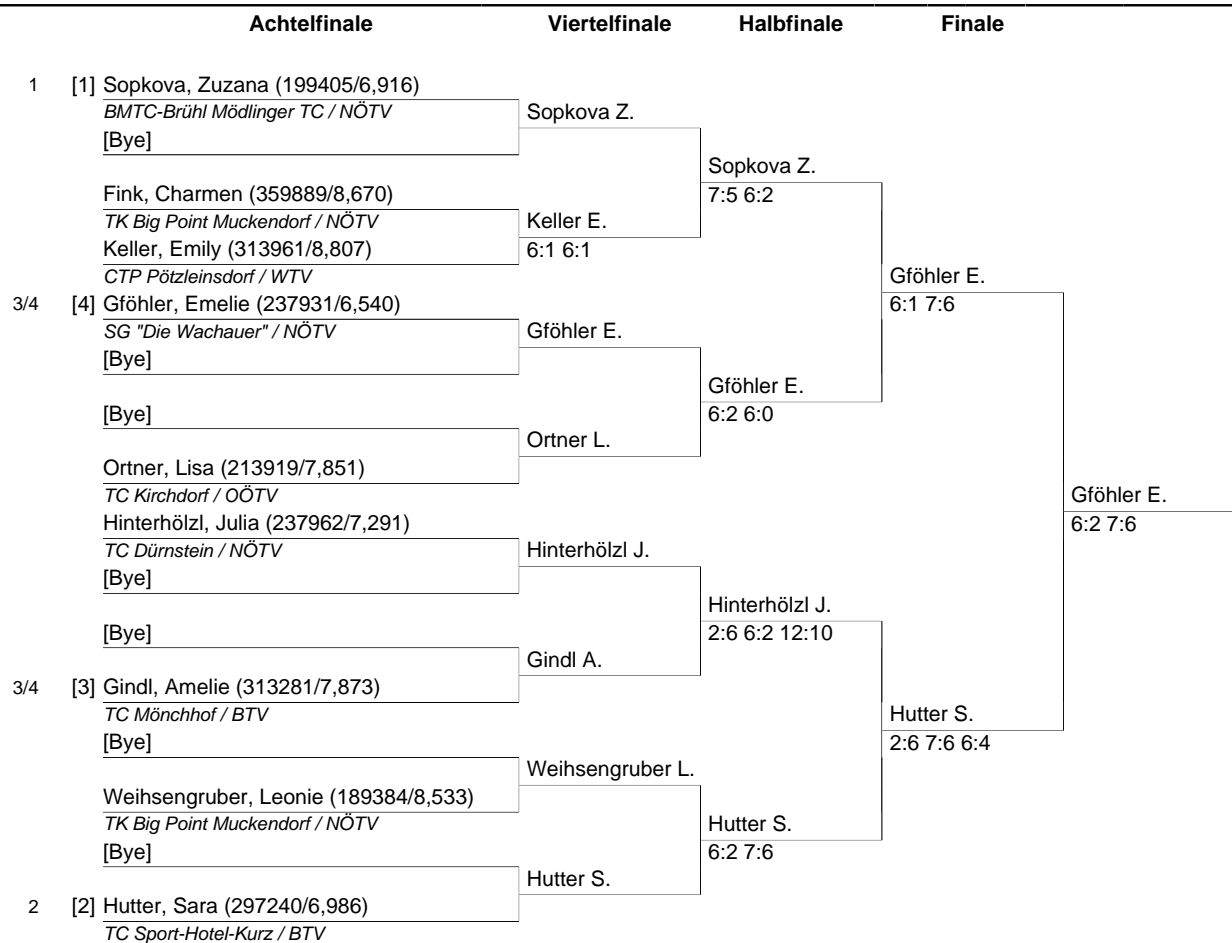 Achtelfinale Viertelfinale Halbfinale Finale
1 [1] Sopkova, Zuzana (199405/6,916)
BMTC-Brühl Mödlinger TC / NÖTV Sopkova Z.
[Bye]
Sopkova Z.
Fink, Charmen (359889/8,670) 7:5 6:2
TK Big Point Muckendorf / NÖTV Keller E.
Keller, Emily (313961/8,807) 6:1 6:1
CTP Pötzleinsdorf / WTV Gföhler E.
3/4 [4] Gföhler, Emelie (237931/6,540) 6:1 7:6
SG "Die Wachauer" / NÖTV Gföhler E.
[Bye]
Gföhler E.
[Bye] 6:2 6:0
Ortner L.
Ortner, Lisa (213919/7,851)
TC Kirchdorf / OÖTV Gföhler E.
Hinterhölzl, Julia (237962/7,291) 6:2 7:6
TC Dürnstein / NÖTV Hinterhölzl J.
[Bye]
Hinterhölzl J.
[Bye] 2:6 6:2 12:10
Gindl A.
3/4 [3] Gindl, Amelie (313281/7,873)
TC Mönchhof / BTV Hutter S.
[Bye] 2:6 7:6 6:4
Weihsengruber L.
Weihsengruber, Leonie (189384/8,533)
TK Big Point Muckendorf / NÖTV Hutter S.
[Bye] 6:2 7:6
Hutter S.
2 [2] Hutter, Sara (297240/6,986)
TC Sport-Hotel-Kurz / BTV